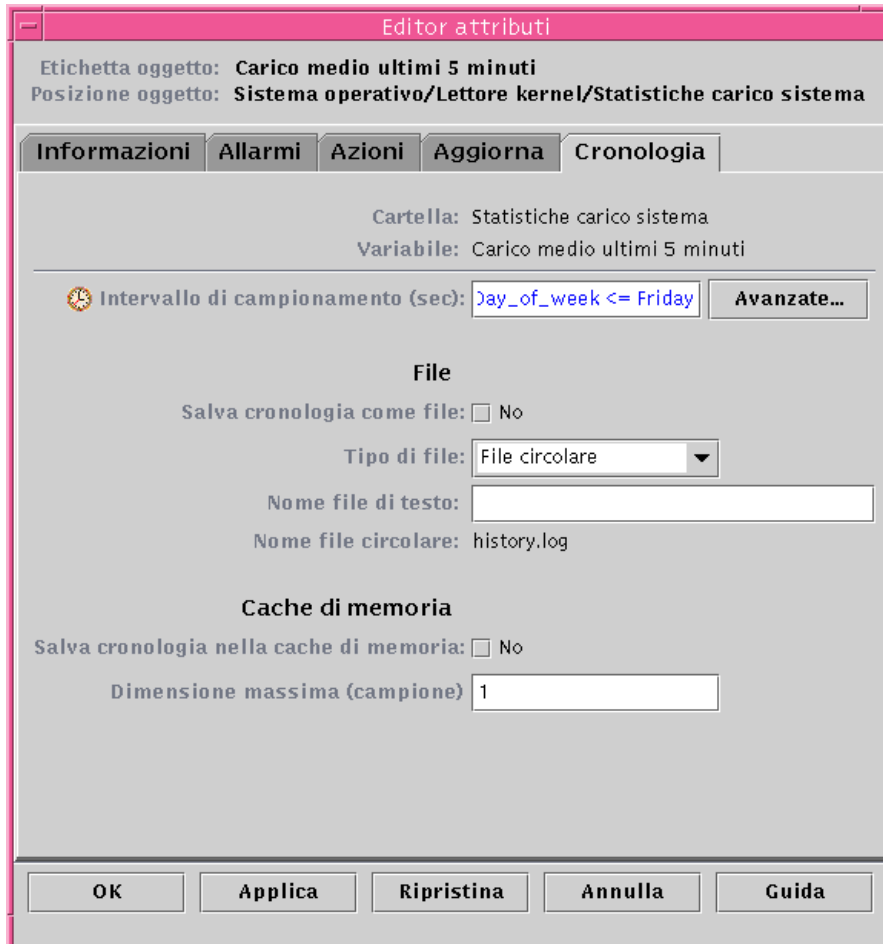 Editor attributi
Etichetta oggetto: Carico medio ultimi 5 minuti
Posizione oggetto: Sistema operativo/Lettore kernel/Statistiche carico sistema
Informazioni Allarmi Azioni Aggiorna Cronologia
Cartella: Statistiche carico sistema
Variabile: Carico medio ultimi 5 minuti
Intervallo di campionamento (sec): Day_of_week <= Friday Avanzate...
File
Salva cronologia come file: No
Tipo di file: File circolare
Nome file di testo:
Nome file circolare: history.log
Cache di memoria
Salva cronologia nella cache di memoria: No
Dimensione massima (campione) 1
OK Applica Ripristina Annulla Guida